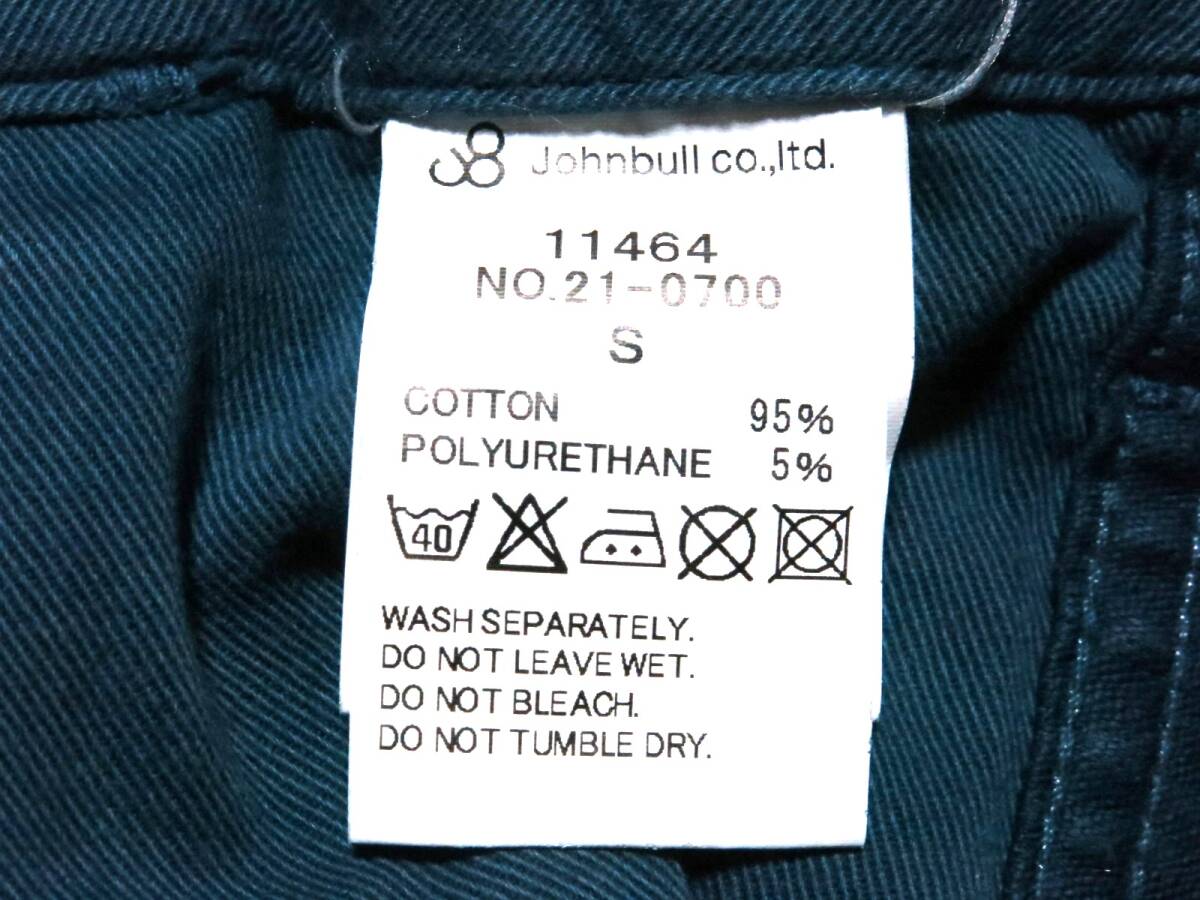 Johnbull co.,ltd.
11464
NO.21-0700
S
COTTON 95%
POLYURETHANE 5%
40
WASH SEPARATELY.
DO NOT LEAVE WET.
DO NOT BLEACH.
DO NOT TUMBLE DRY.